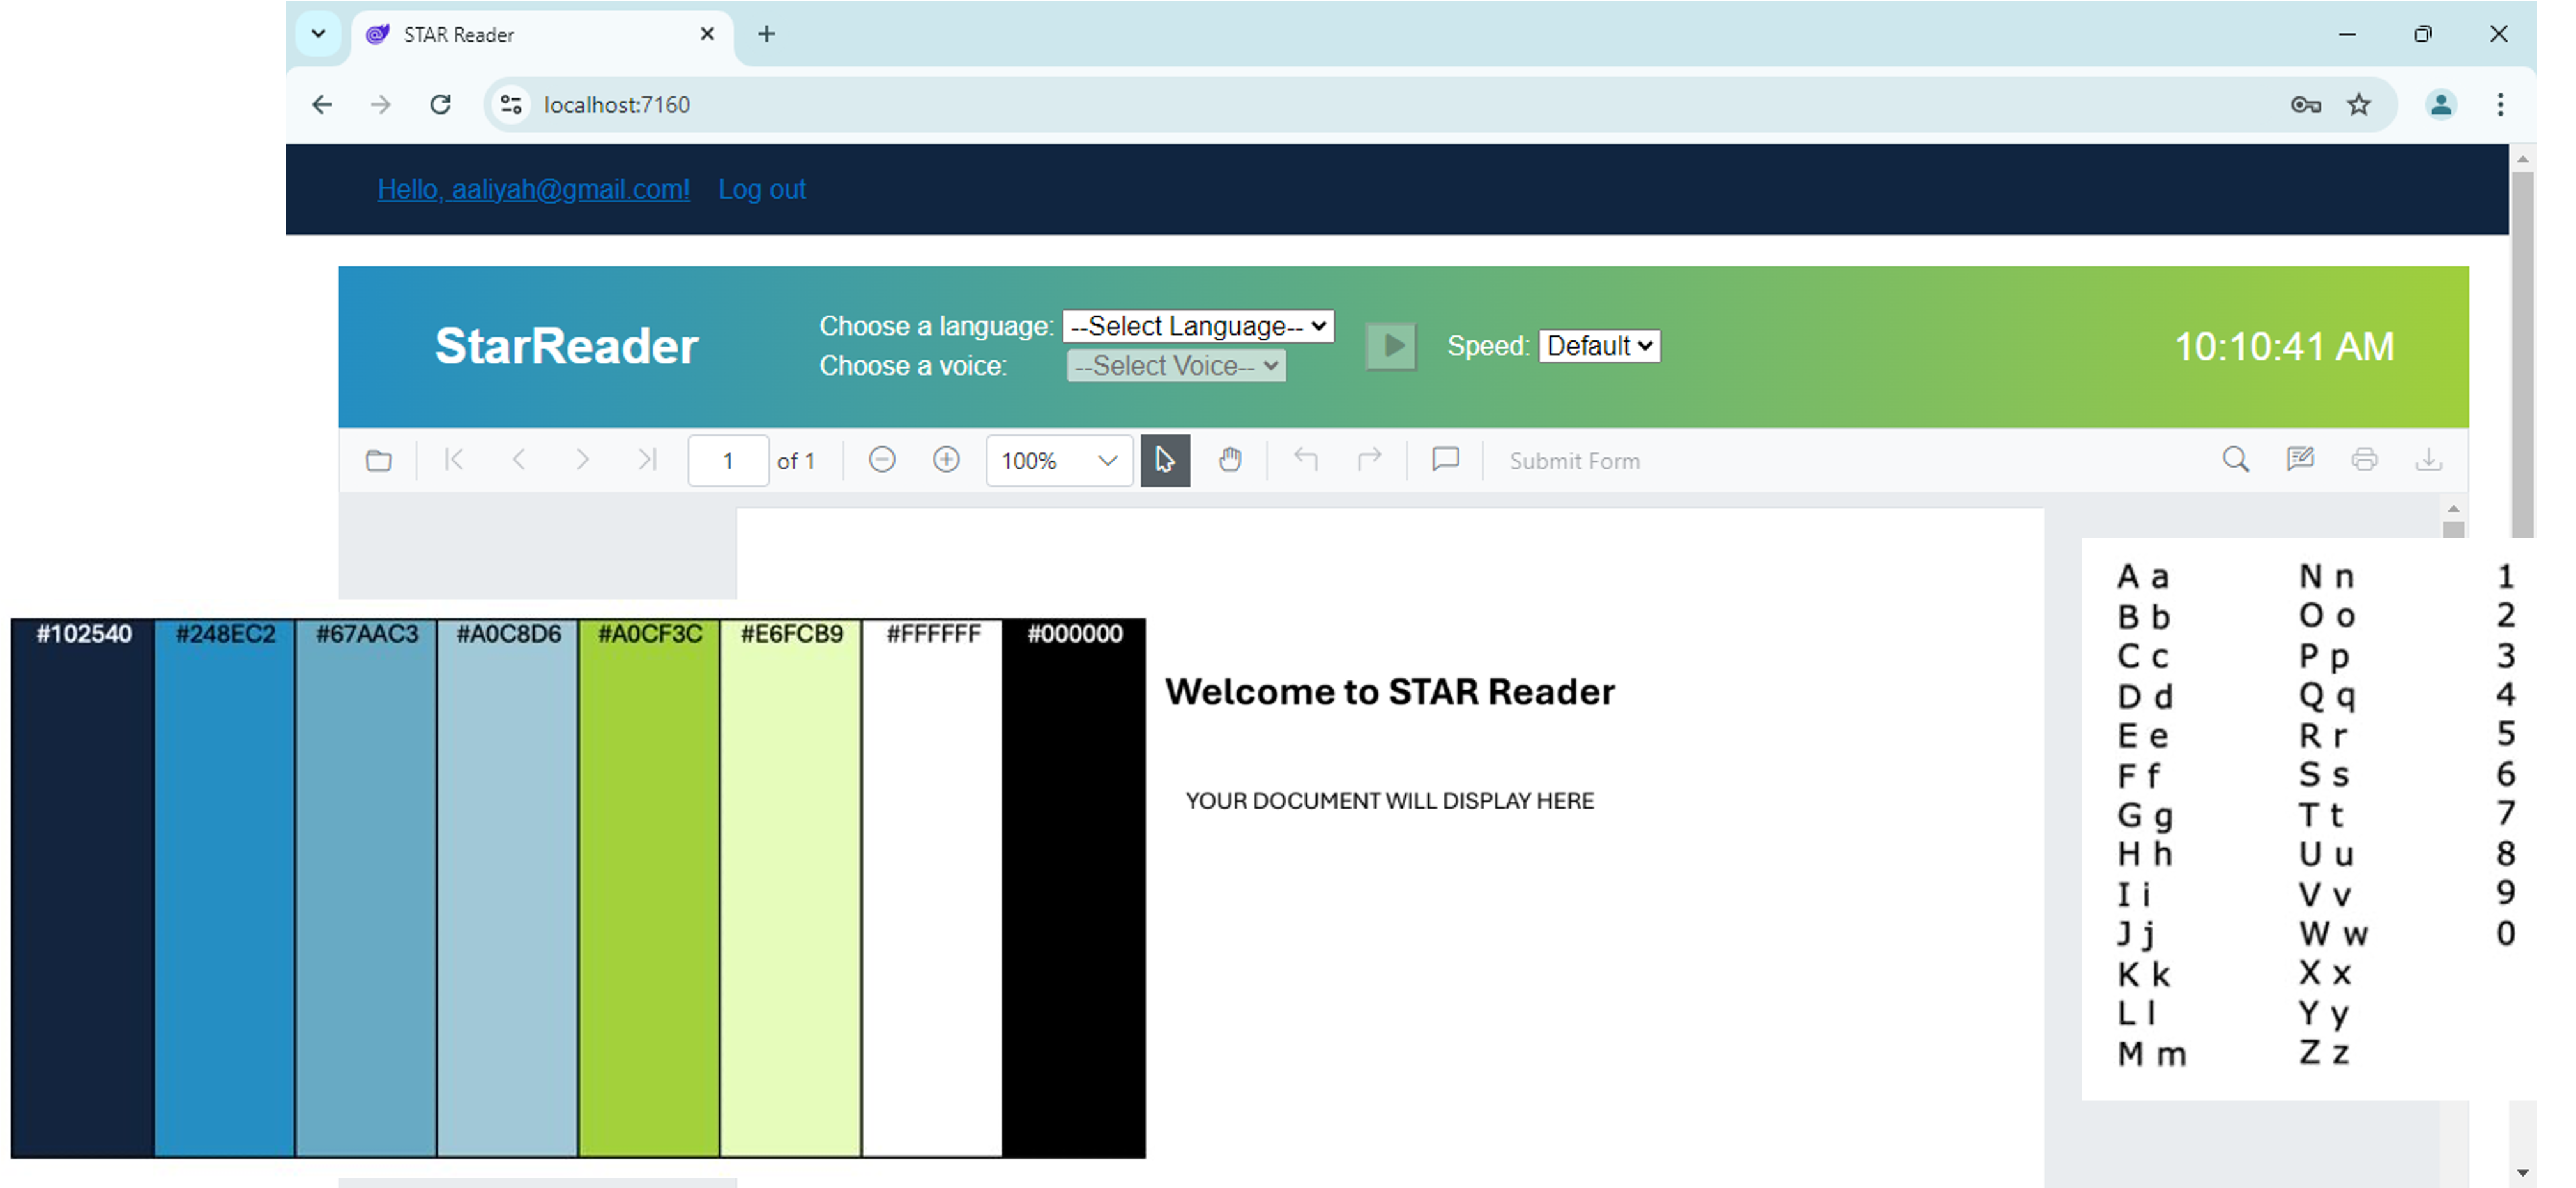 STAR Reader
localhost:7160
Hello, aaliyah@gmail.com! Log out
StarReader
Choose a language: --Select Language--
Choose a voice: --Select Voice--
Speed: Default
10:10:41 AM
1 of 1
100%
Submit Form
#102540 #248EC2 #67AAC3 #A0C8D6 #A0CF3C #E6FCB9 #FFFFFF #000000
Welcome to STAR Reader
YOUR DOCUMENT WILL DISPLAY HERE
A a N n 1
B b O o 2
C c P p 3
D d Q q 4
E e R r 5
F f S s 6
G g T t 7
H h U u 8
I i V v 9
J j W w 0
K k X x
L l Y y
M m Z z